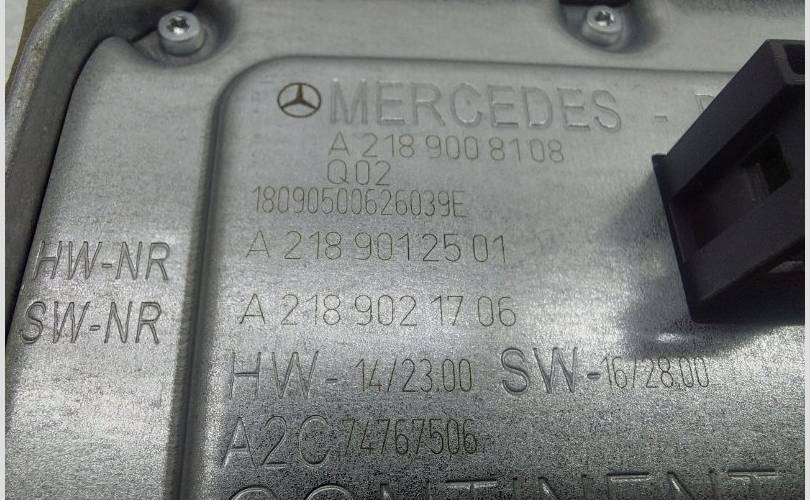 MERCEDES -
A 218 900 81 08
Q02
18090500626039E
HW-NR A 218 901 25 01
SW-NR A 218 902 17 06
HW- 14/23.00 SW-16/28.00
A2C74767506
CONTINENT